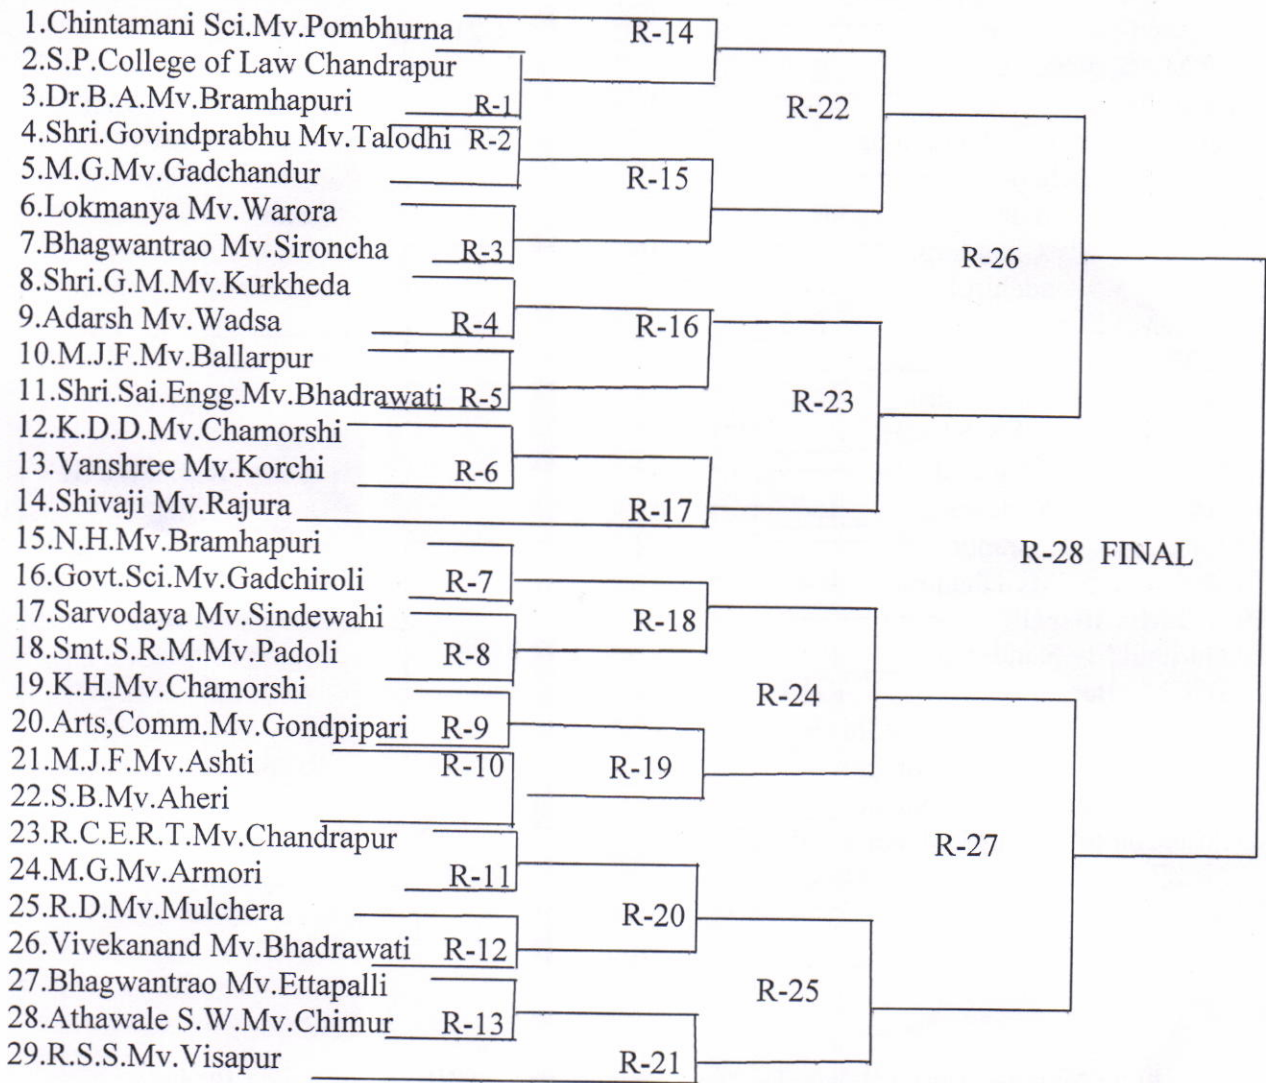 1.Chintamani Sci.Mv.Pombhurna R-14
2.S.P.College of Law Chandrapur
3.Dr.B.A.Mv.Bramhapuri R-1 R-22
4.Shri.Govindprabhu Mv.Talodhi R-2
5.M.G.Mv.Gadchandur R-15
6.Lokmanya Mv.Warora
7.Bhagwantrao Mv.Sironcha R-3 R-26
8.Shri.G.M.Mv.Kurkheda
9.Adarsh Mv.Wadsa R-4 R-16
10.M.J.F.Mv.Ballarpur
11.Shri.Sai.Engg.Mv.Bhadrawati R-5 R-23
12.K.D.D.Mv.Chamorshi
13.Vanshree Mv.Korchi R-6
14.Shivaji Mv.Rajura R-17
15.N.H.Mv.Bramhapuri R-28 FINAL
16.Govt.Sci.Mv.Gadchiroli R-7
17.Sarvodaya Mv.Sindewahi R-18
18.Smt.S.R.M.Mv.Padoli R-8
19.K.H.Mv.Chamorshi R-24
20.Arts,Comm.Mv.Gondpipari R-9
21.M.J.F.Mv.Ashti R-10 R-19
22.S.B.Mv.Aheri
23.R.C.E.R.T.Mv.Chandrapur R-27
24.M.G.Mv.Armori R-11
25.R.D.Mv.Mulchera R-20
26.Vivekanand Mv.Bhadrawati R-12
27.Bhagwantrao Mv.Ettapalli R-25
28.Athawale S.W.Mv.Chimur R-13
29.R.S.S.Mv.Visapur R-21